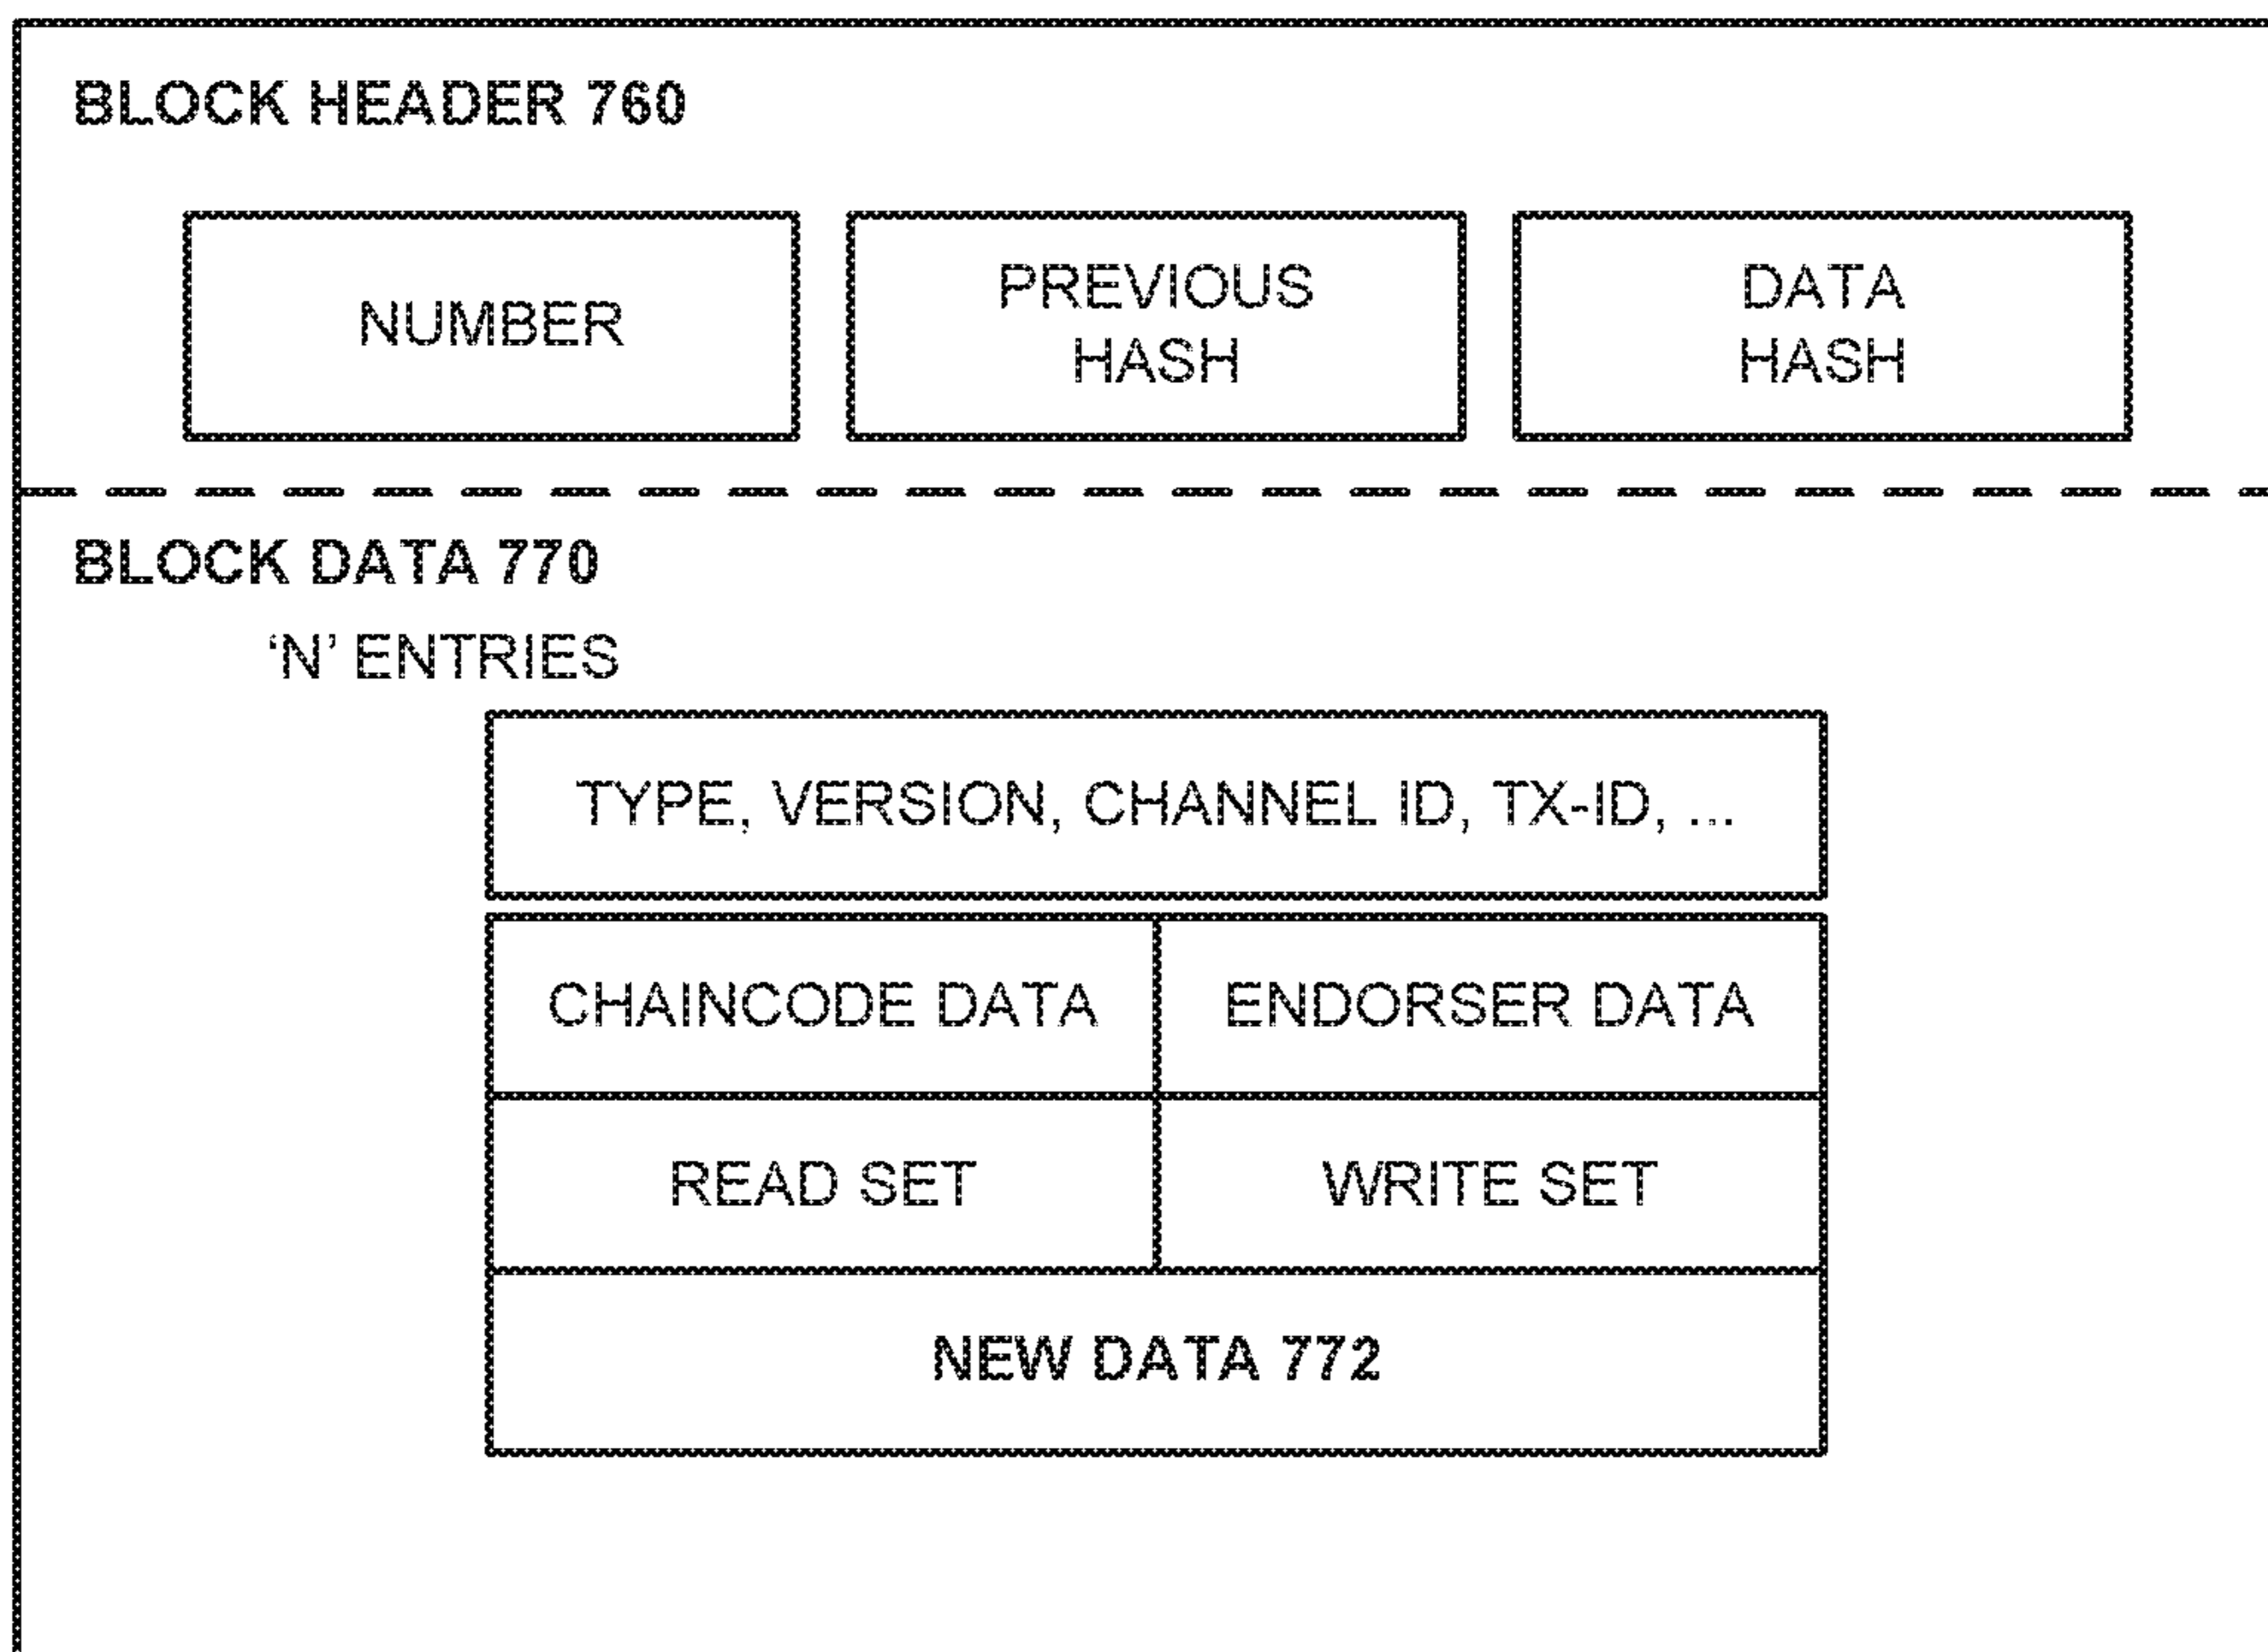 BLOCK HEADER 760
NUMBER
PREVIOUS
HASH
DATA
HASH
BLOCK DATA 770
‘N’ ENTRIES
TYPE, VERSION, CHANNEL ID, TX-ID, ...
CHAINCODE DATA
ENDORSER DATA
READ SET
WRITE SET
NEW DATA 772